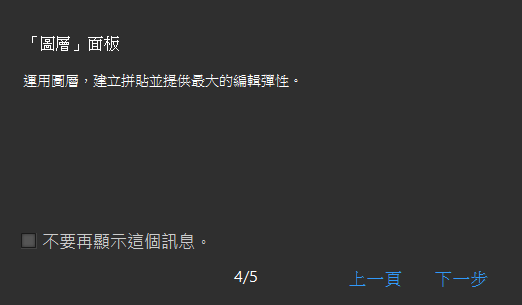 「圖層」面板
運用圖層，建立拼貼並提供最大的編輯彈性。
不要再顯示這個訊息。
4/5
上一頁
下一步